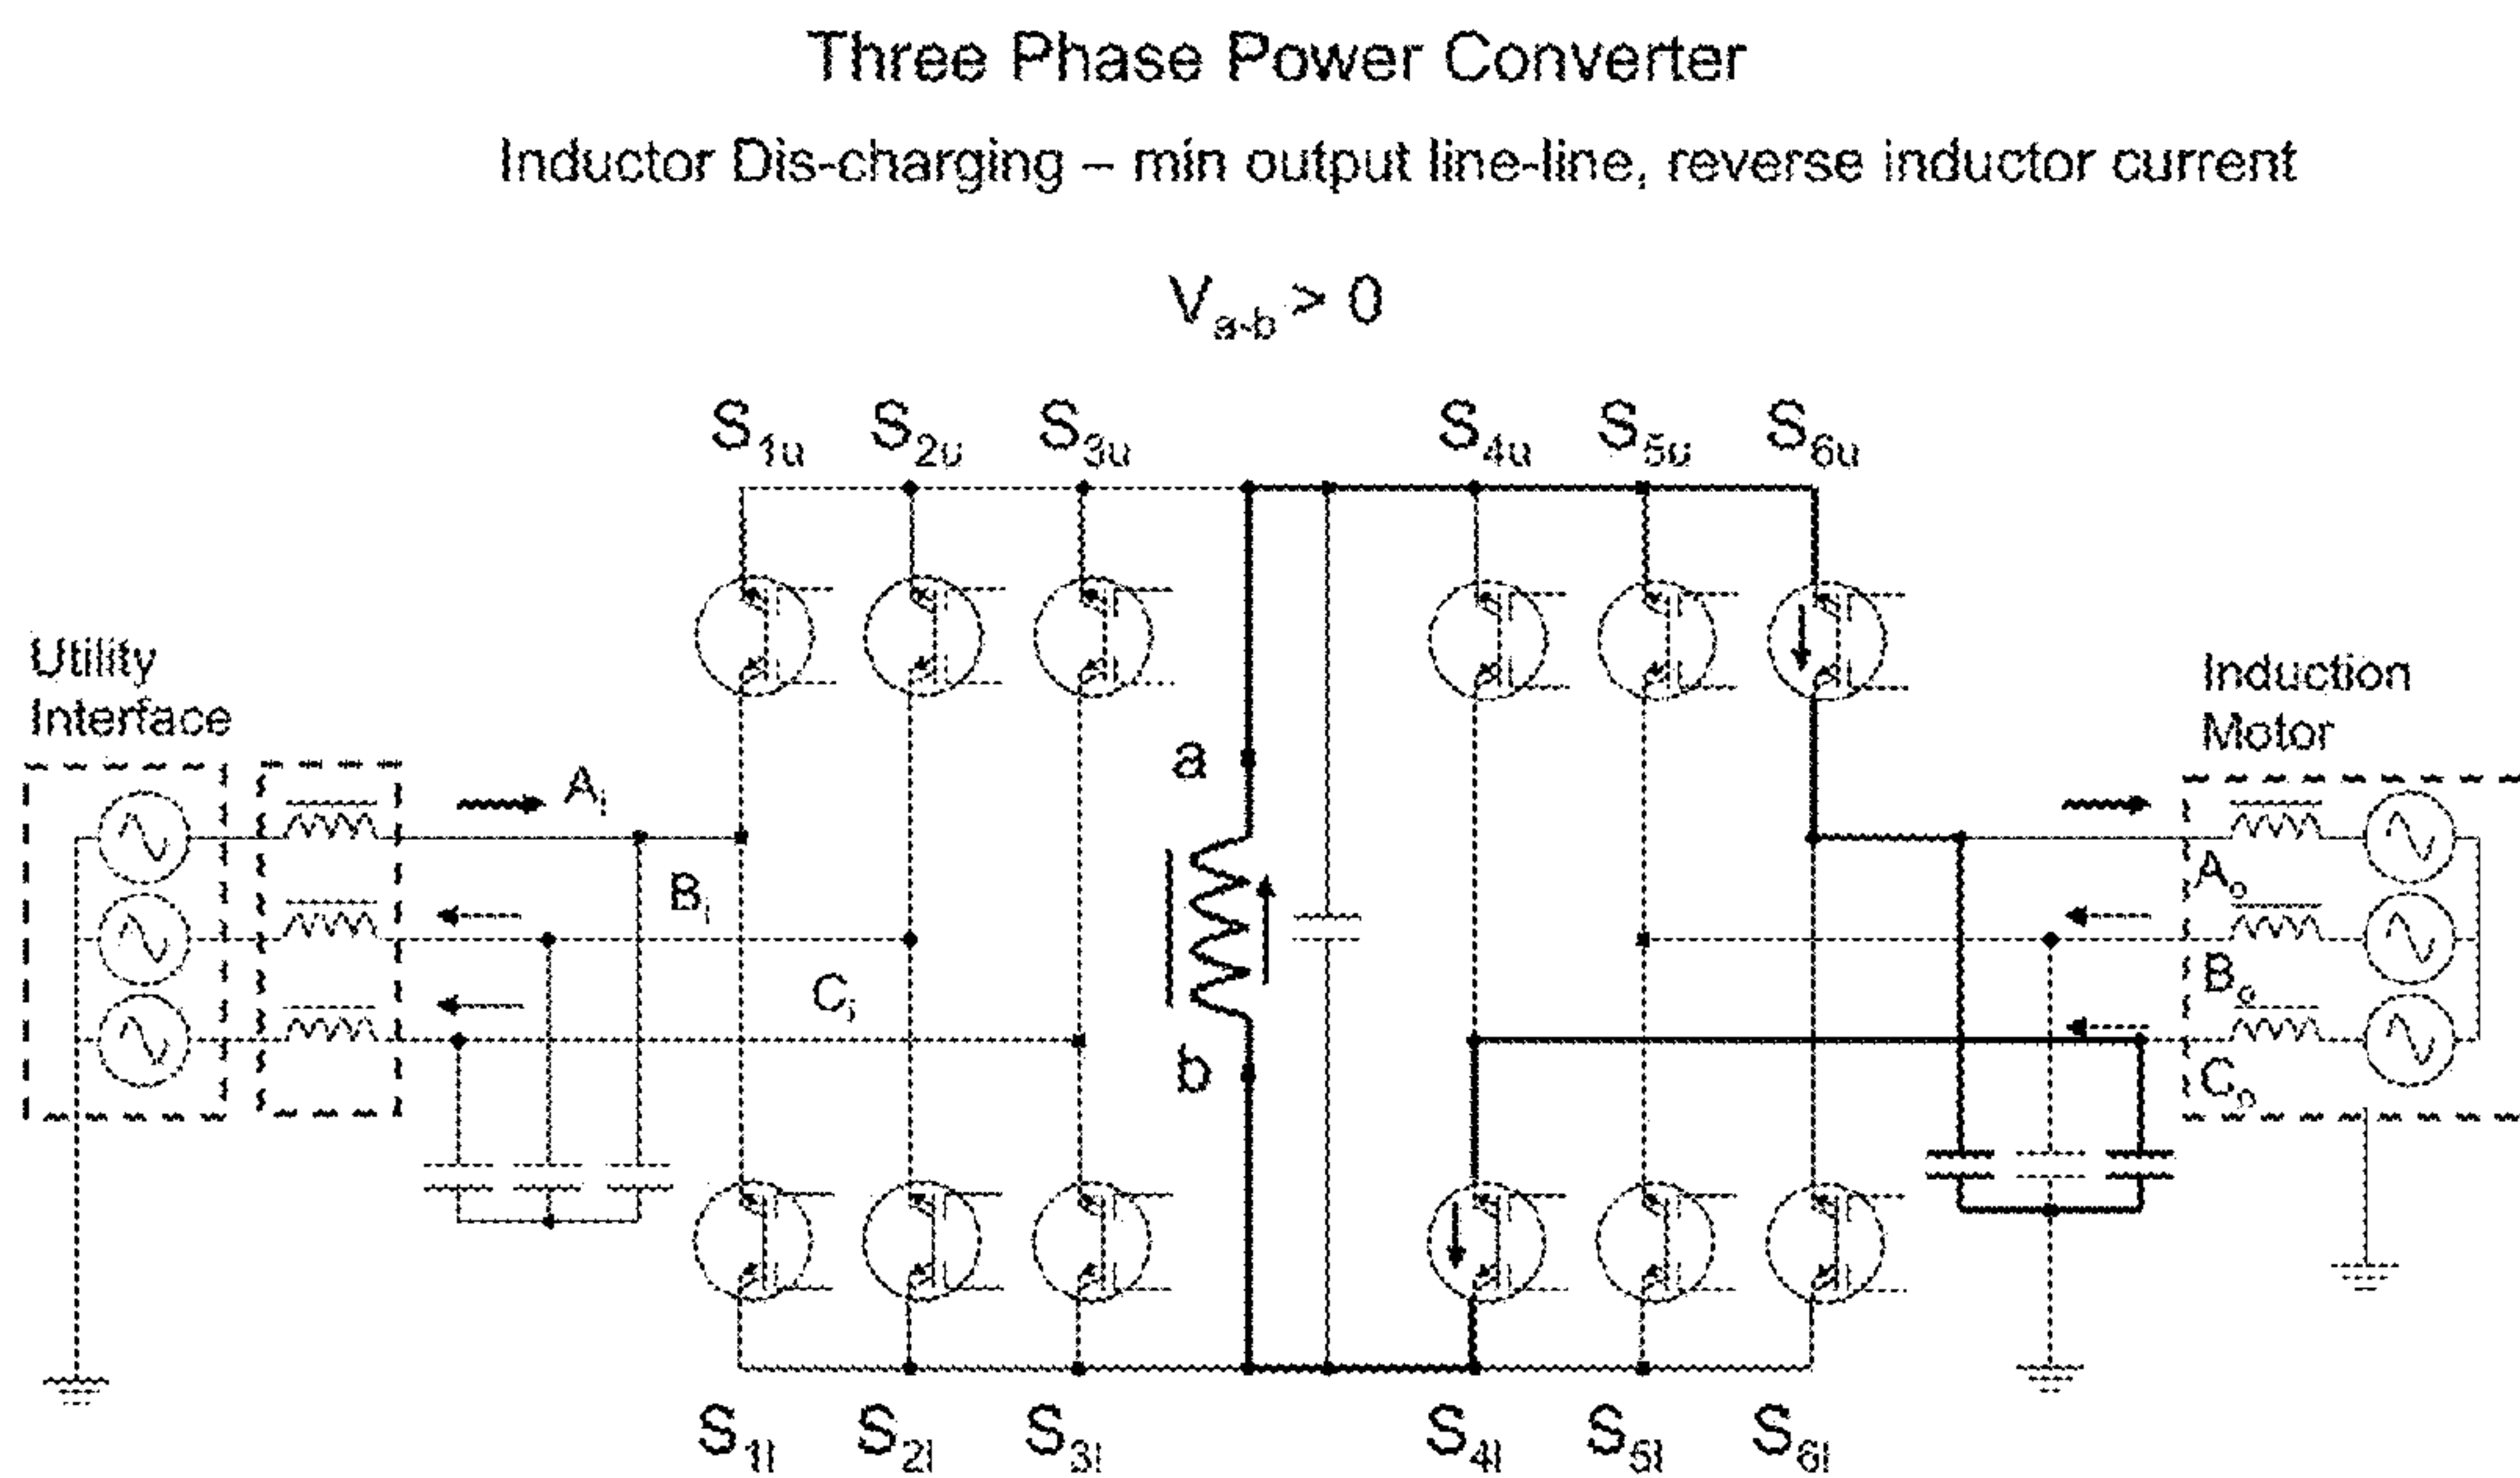 Three Phase Power Converter
Inductor Dis-charging – min output line-line, reverse inductor current
V a-b > 0
S1u S2u S3u S4u S5u S6u
Utility
Interface
Induction
Motor
a
Ai
Bi
Ao
Ci
Bo
b
Co
S1l S2l S3l S4l S5l S6l